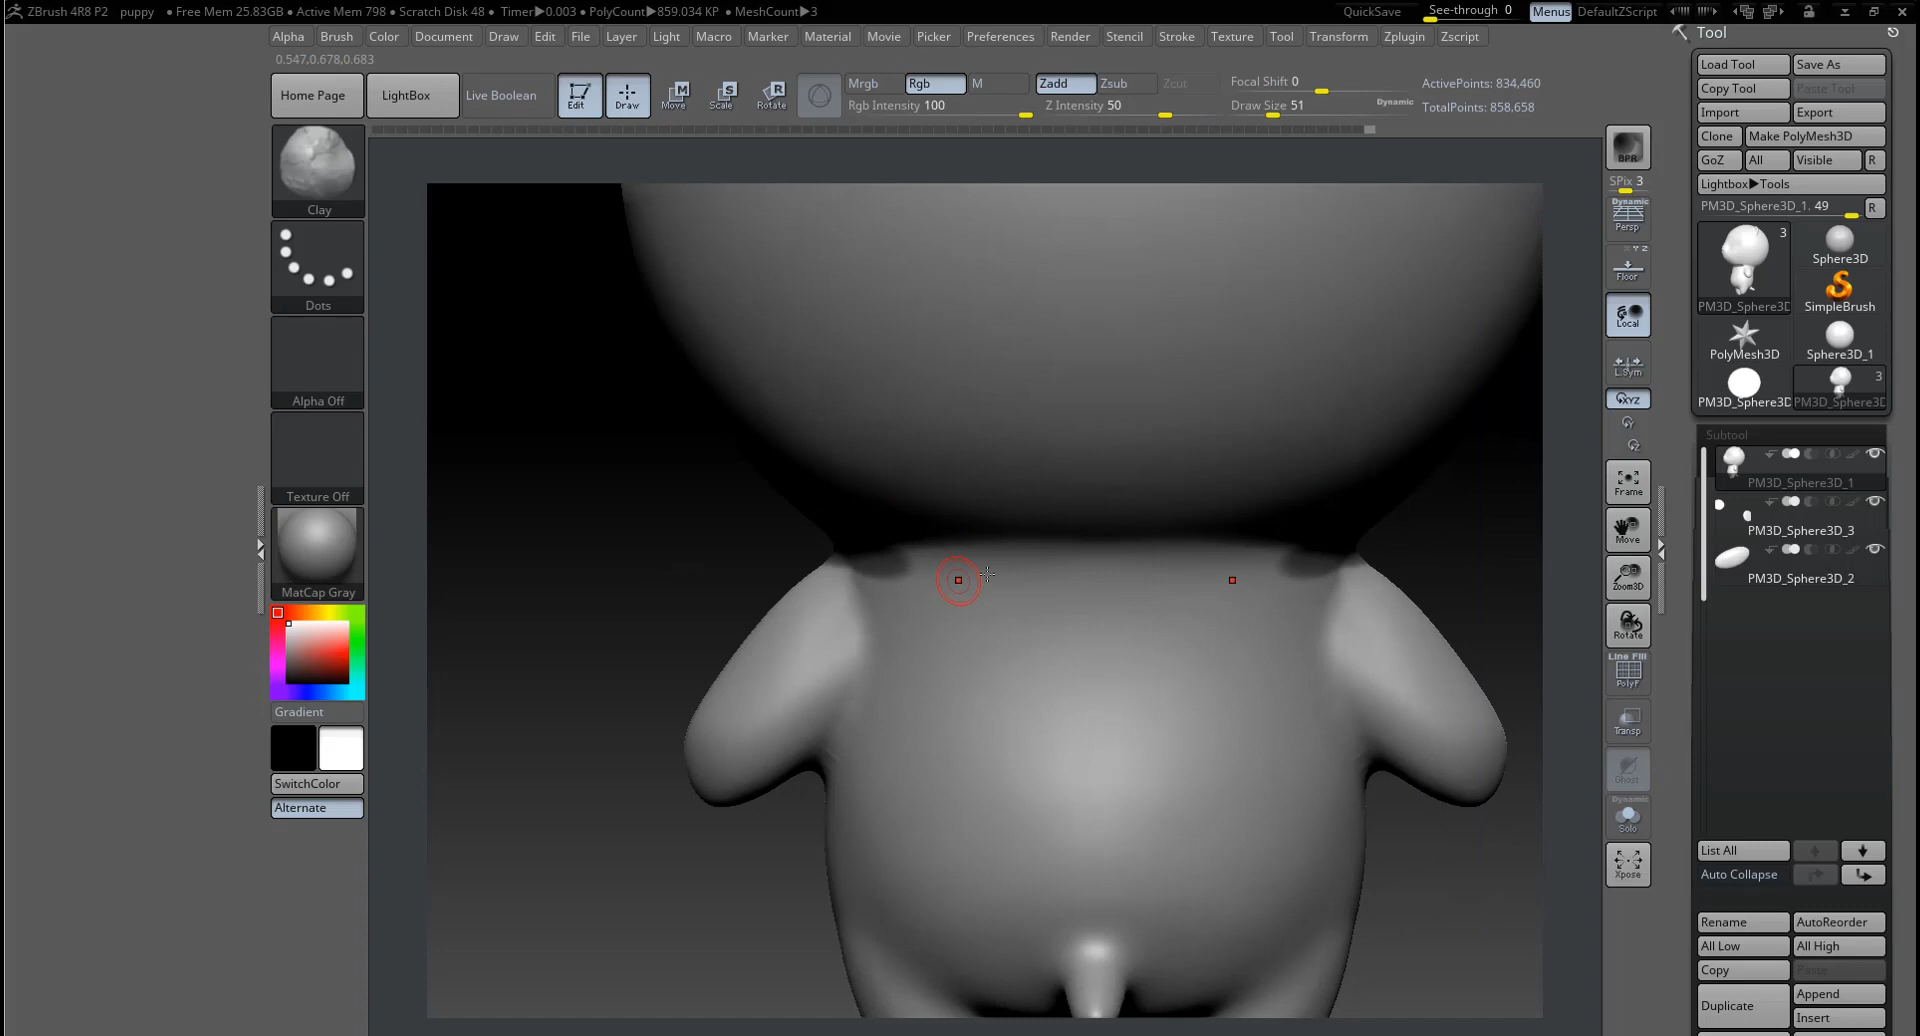 ZBrush 4R8 P2 puppy • Free Mem 25.83GB • Active Mem 798 • Scratch Disk 48 • Timer▶0.003 • PolyCount▶859.034 KP • MeshCount▶3 QuickSave See-through 0 Menus DefaultZScript
Alpha Brush Color Document Draw Edit File Layer Light Macro Marker Material Movie Picker Preferences Render Stencil Stroke Texture Tool Transform Zplugin Zscript
0.547,0.678,0.683
Home Page LightBox Live Boolean Edit Draw Move Scale Rotate
Mrgb Rgb M Zadd Zsub Zcut Focal Shift 0 ActivePoints: 834,460
Rgb Intensity 100 Z Intensity 50 Draw Size 51 Dynamic TotalPoints: 858,658
Clay
Dots
Alpha Off
Texture Off
MatCap Gray
Gradient
SwitchColor
Alternate
BPR
SPix 3
Dynamic
Persp
X Y Z
Floor
Local
L.Sym
XYZ
Y
Z
Frame
Move
Zoom3D
Rotate
Line Fill
PolyF
Transp
Ghost
Dynamic
Solo
Xpose
Tool
Load Tool Save As
Copy Tool Paste Tool
Import Export
Clone Make PolyMesh3D
GoZ All Visible R
Lightbox▶Tools
PM3D_Sphere3D_1. 49 R
3
Sphere3D
PM3D_Sphere3D SimpleBrush
PolyMesh3D Sphere3D_1
3
PM3D_Sphere3D PM3D_Sphere3D
Subtool
PM3D_Sphere3D_1
PM3D_Sphere3D_3
PM3D_Sphere3D_2
List All
Auto Collapse
Rename AutoReorder
All Low All High
Copy Paste
Duplicate Append
Insert